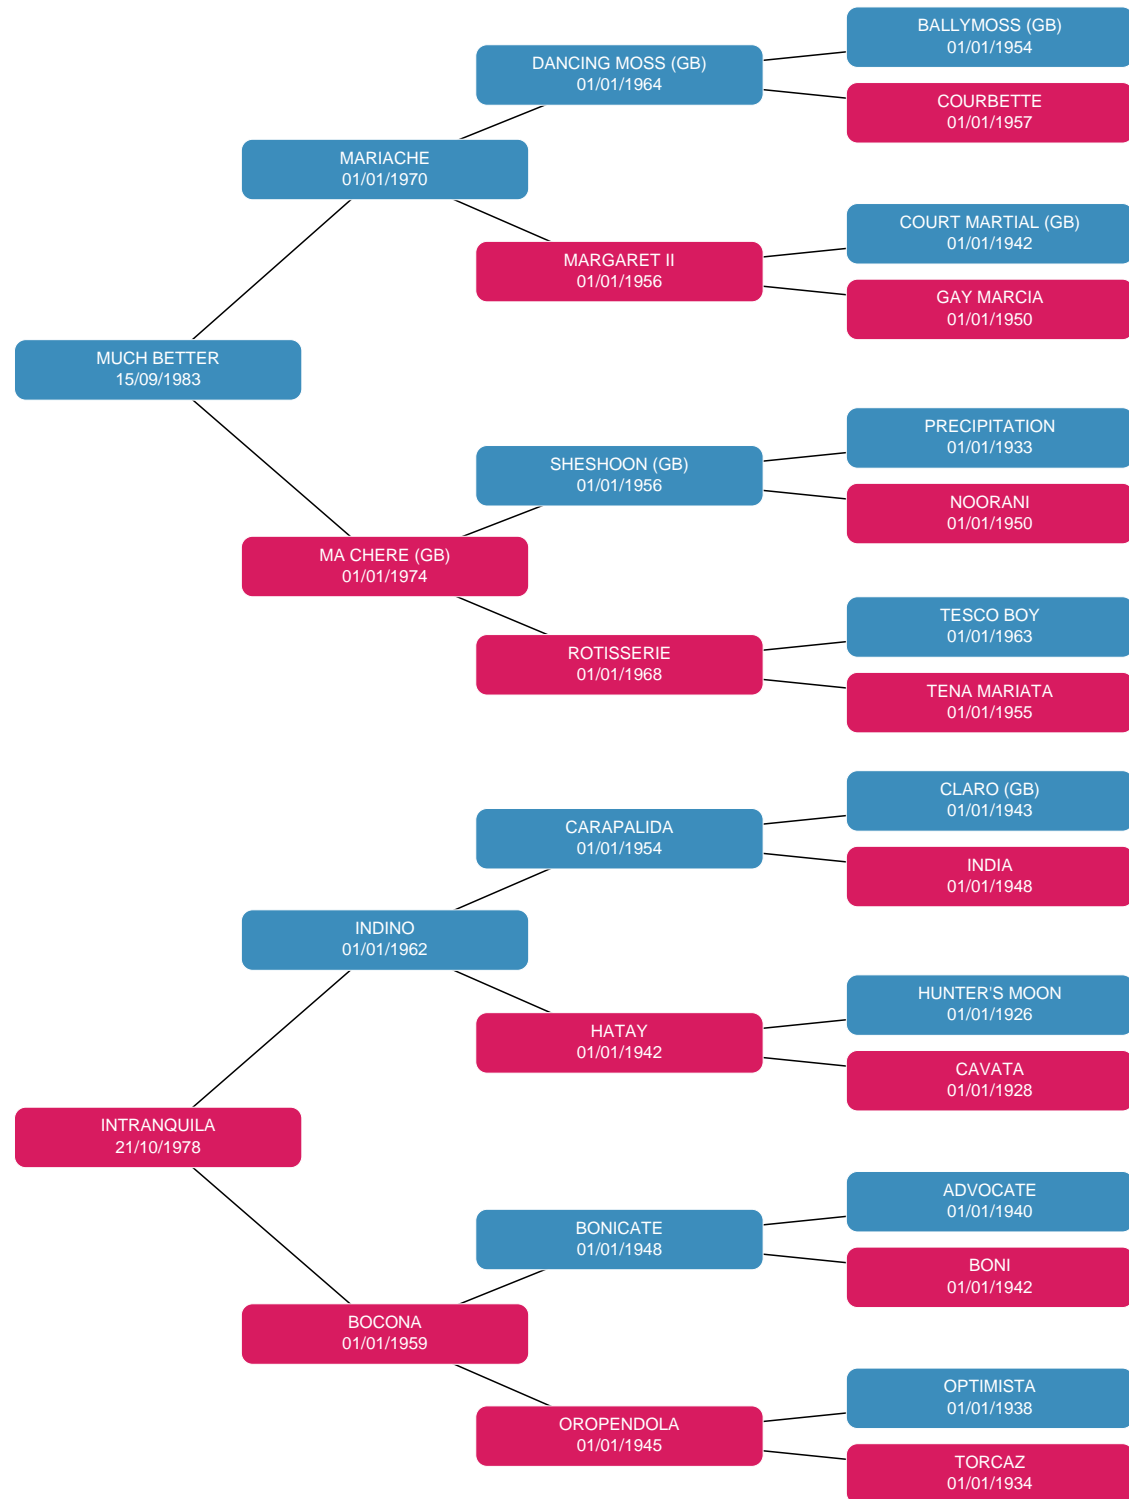 BALLYMOSS (GB)
01/01/1954
DANCING MOSS (GB)
01/01/1964
COURBETTE
01/01/1957
MARIACHE
01/01/1970
COURT MARTIAL (GB)
01/01/1942
MARGARET II
01/01/1956
GAY MARCIA
01/01/1950
MUCH BETTER
15/09/1983
PRECIPITATION
01/01/1933
SHESHOON (GB)
01/01/1956
NOORANI
01/01/1950
MA CHERE (GB)
01/01/1974
TESCO BOY
01/01/1963
ROTISSERIE
01/01/1968
TENA MARIATA
01/01/1955
CLARO (GB)
01/01/1943
CARAPALIDA
01/01/1954
INDIA
01/01/1948
INDINO
01/01/1962
HUNTER'S MOON
01/01/1926
HATAY
01/01/1942
CAVATA
01/01/1928
INTRANQUILA
21/10/1978
ADVOCATE
01/01/1940
BONICATE
01/01/1948
BONI
01/01/1942
BOCONA
01/01/1959
OPTIMISTA
01/01/1938
OROPENDOLA
01/01/1945
TORCAZ
01/01/1934